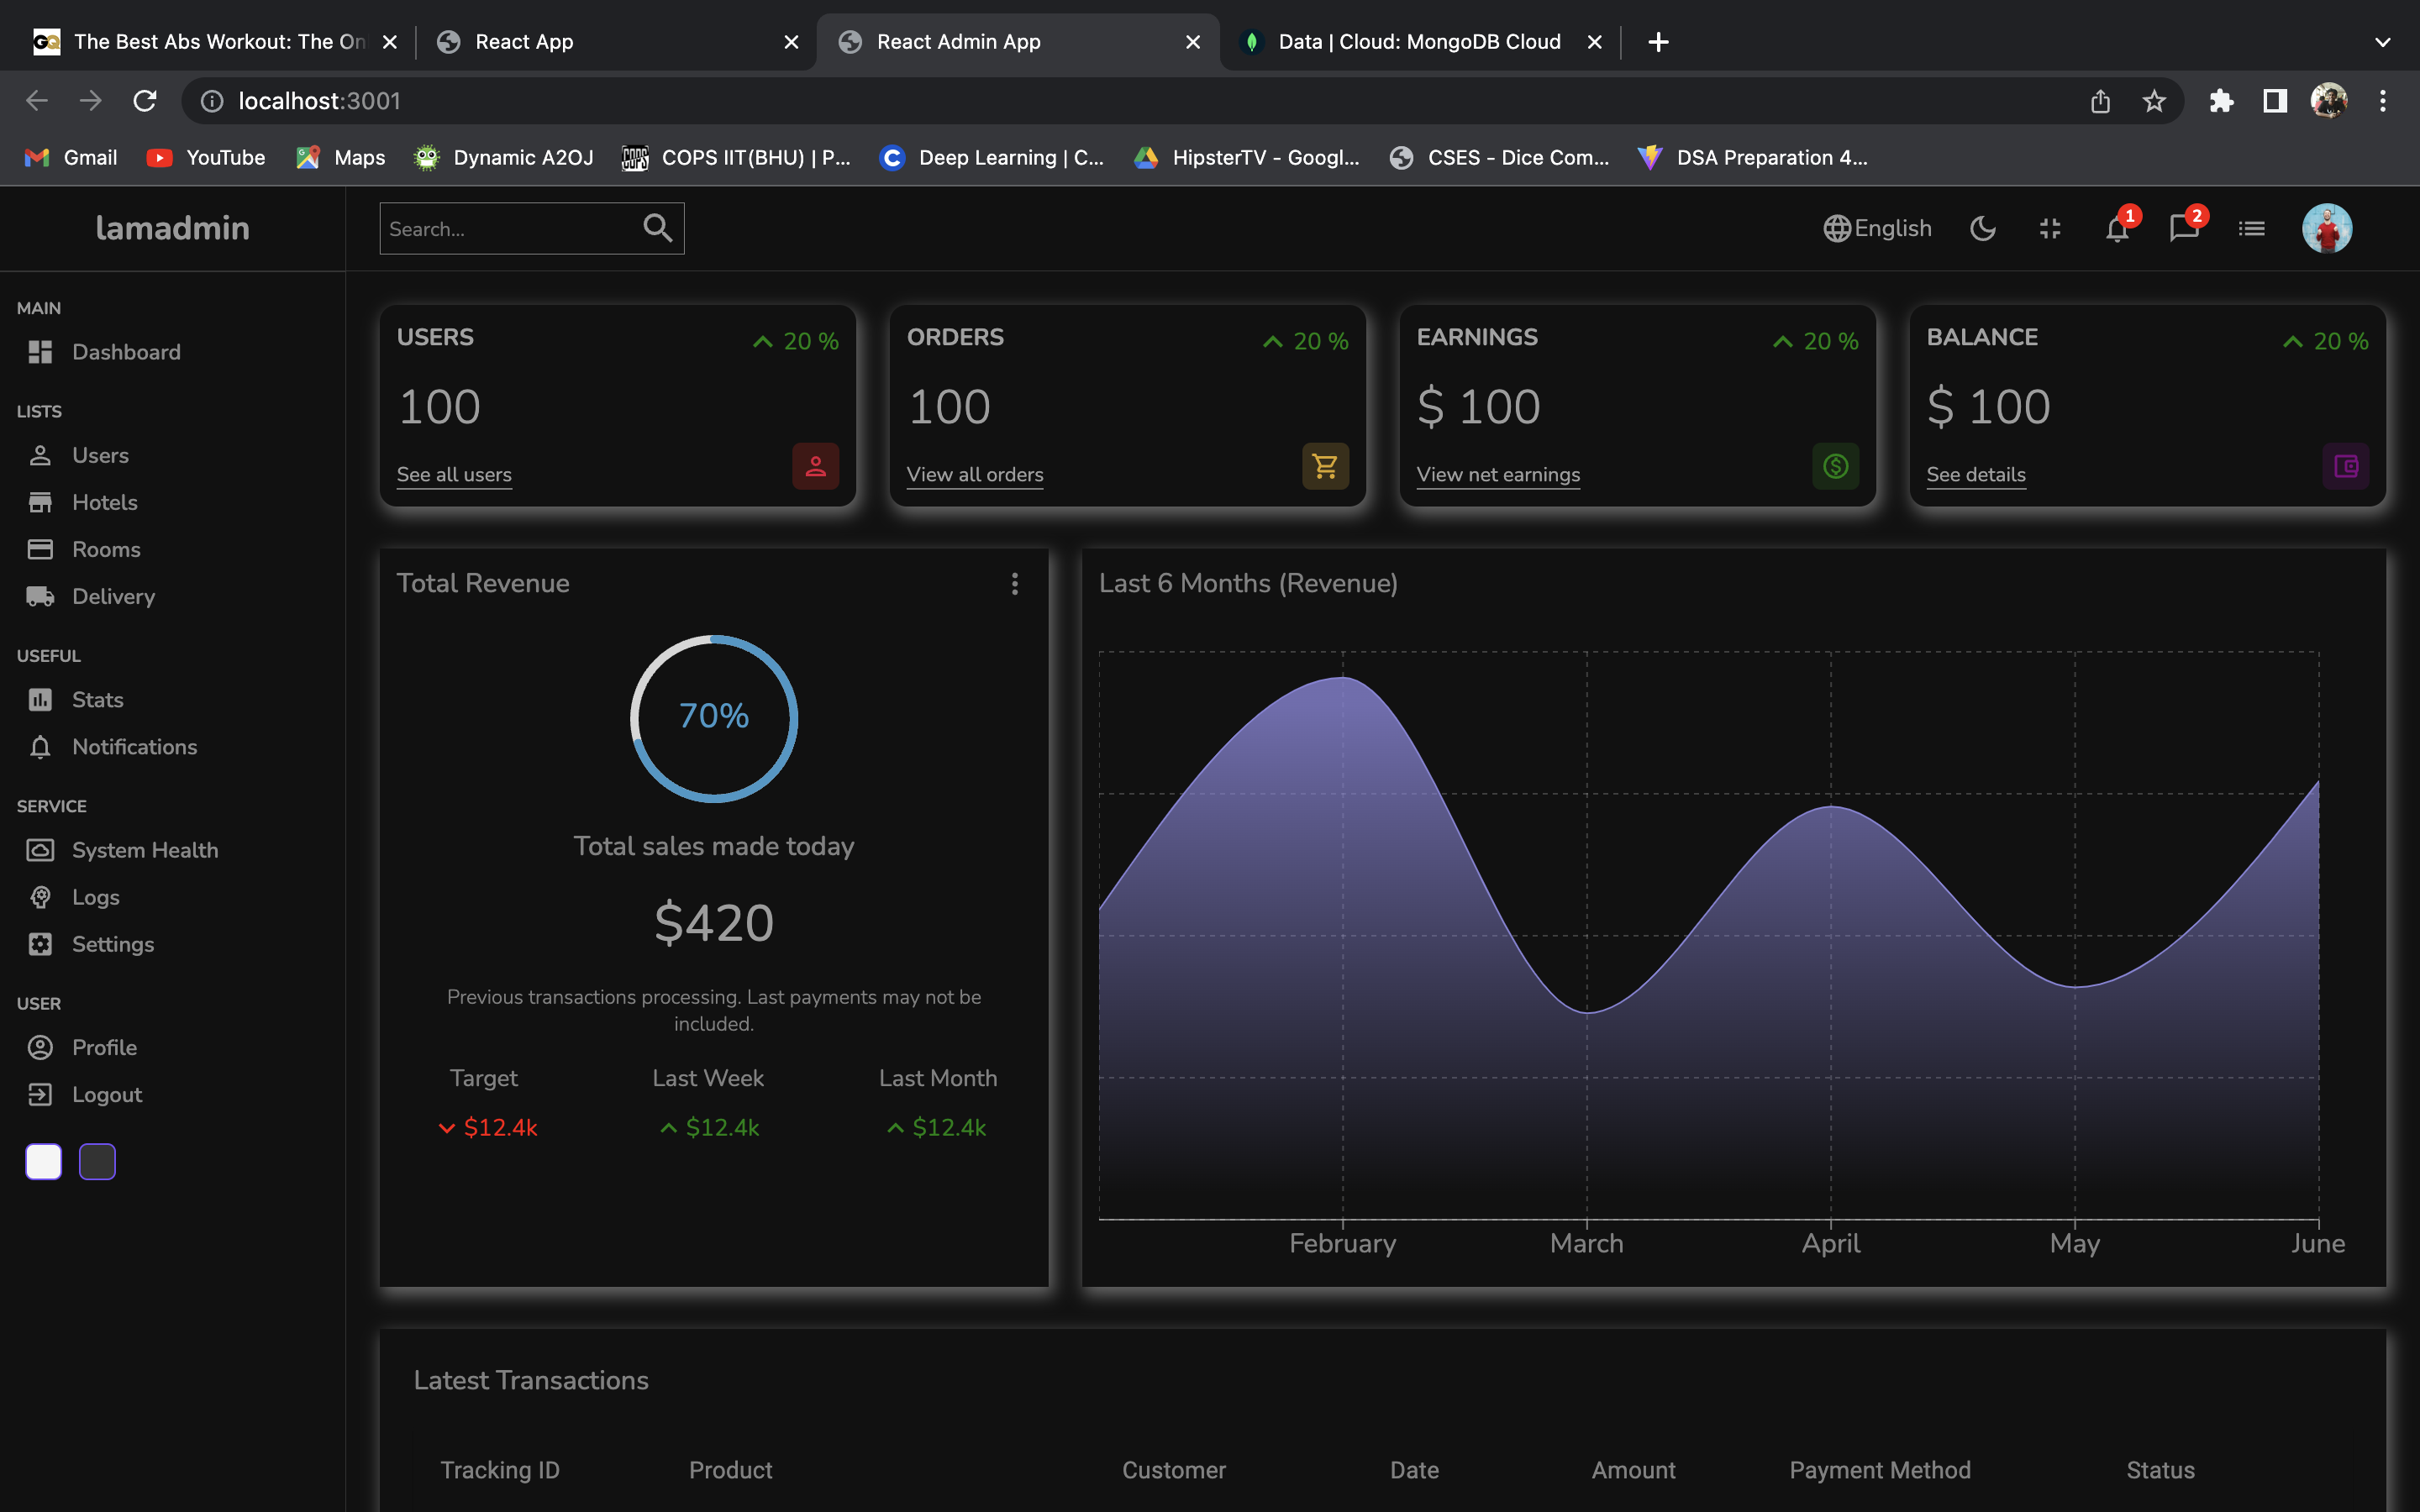 The Best Abs Workout: The On
React App
React Admin App
Data | Cloud: MongoDB Cloud
localhost:3001
Gmail
YouTube
Maps
Dynamic A2OJ
COPS IIT(BHU) | P...
Deep Learning | C...
HipsterTV - Googl...
CSES - Dice Com...
DSA Preparation 4...
lamadmin
Search...
English
1
2
MAIN
Dashboard
LISTS
Users
Hotels
Rooms
Delivery
USEFUL
Stats
Notifications
SERVICE
System Health
Logs
Settings
USER
Profile
Logout
USERS
20 %
100
See all users
ORDERS
20 %
100
View all orders
EARNINGS
20 %
$ 100
View net earnings
BALANCE
20 %
$ 100
See details
Total Revenue
70%
Total sales made today
$420
Previous transactions processing. Last payments may not be
included.
Target
Last Week
Last Month
$12.4k
$12.4k
$12.4k
Last 6 Months (Revenue)
February
March
April
May
June
Latest Transactions
Tracking ID
Product
Customer
Date
Amount
Payment Method
Status